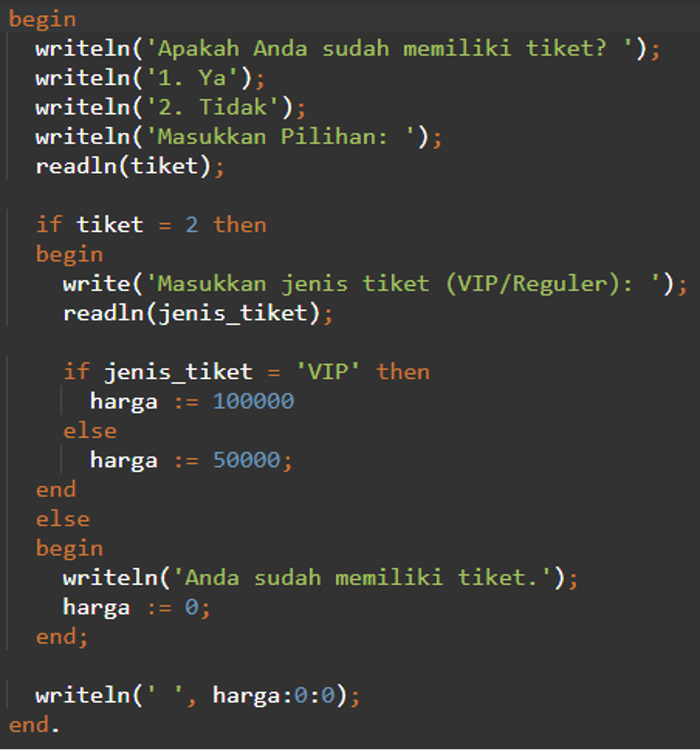 begin
writeln('Apakah Anda sudah memiliki tiket? ');
writeln('1. Ya');
writeln('2. Tidak');
writeln('Masukkan Pilihan: ');
readln(tiket);
if tiket = 2 then
begin
write('Masukkan jenis tiket (VIP/Reguler): ');
readln(jenis_tiket);
if jenis_tiket = 'VIP' then
harga := 100000
else
harga := 50000;
end
else
begin
writeln('Anda sudah memiliki tiket.');
harga := 0;
end;
writeln(' ', harga:0:0);
end.